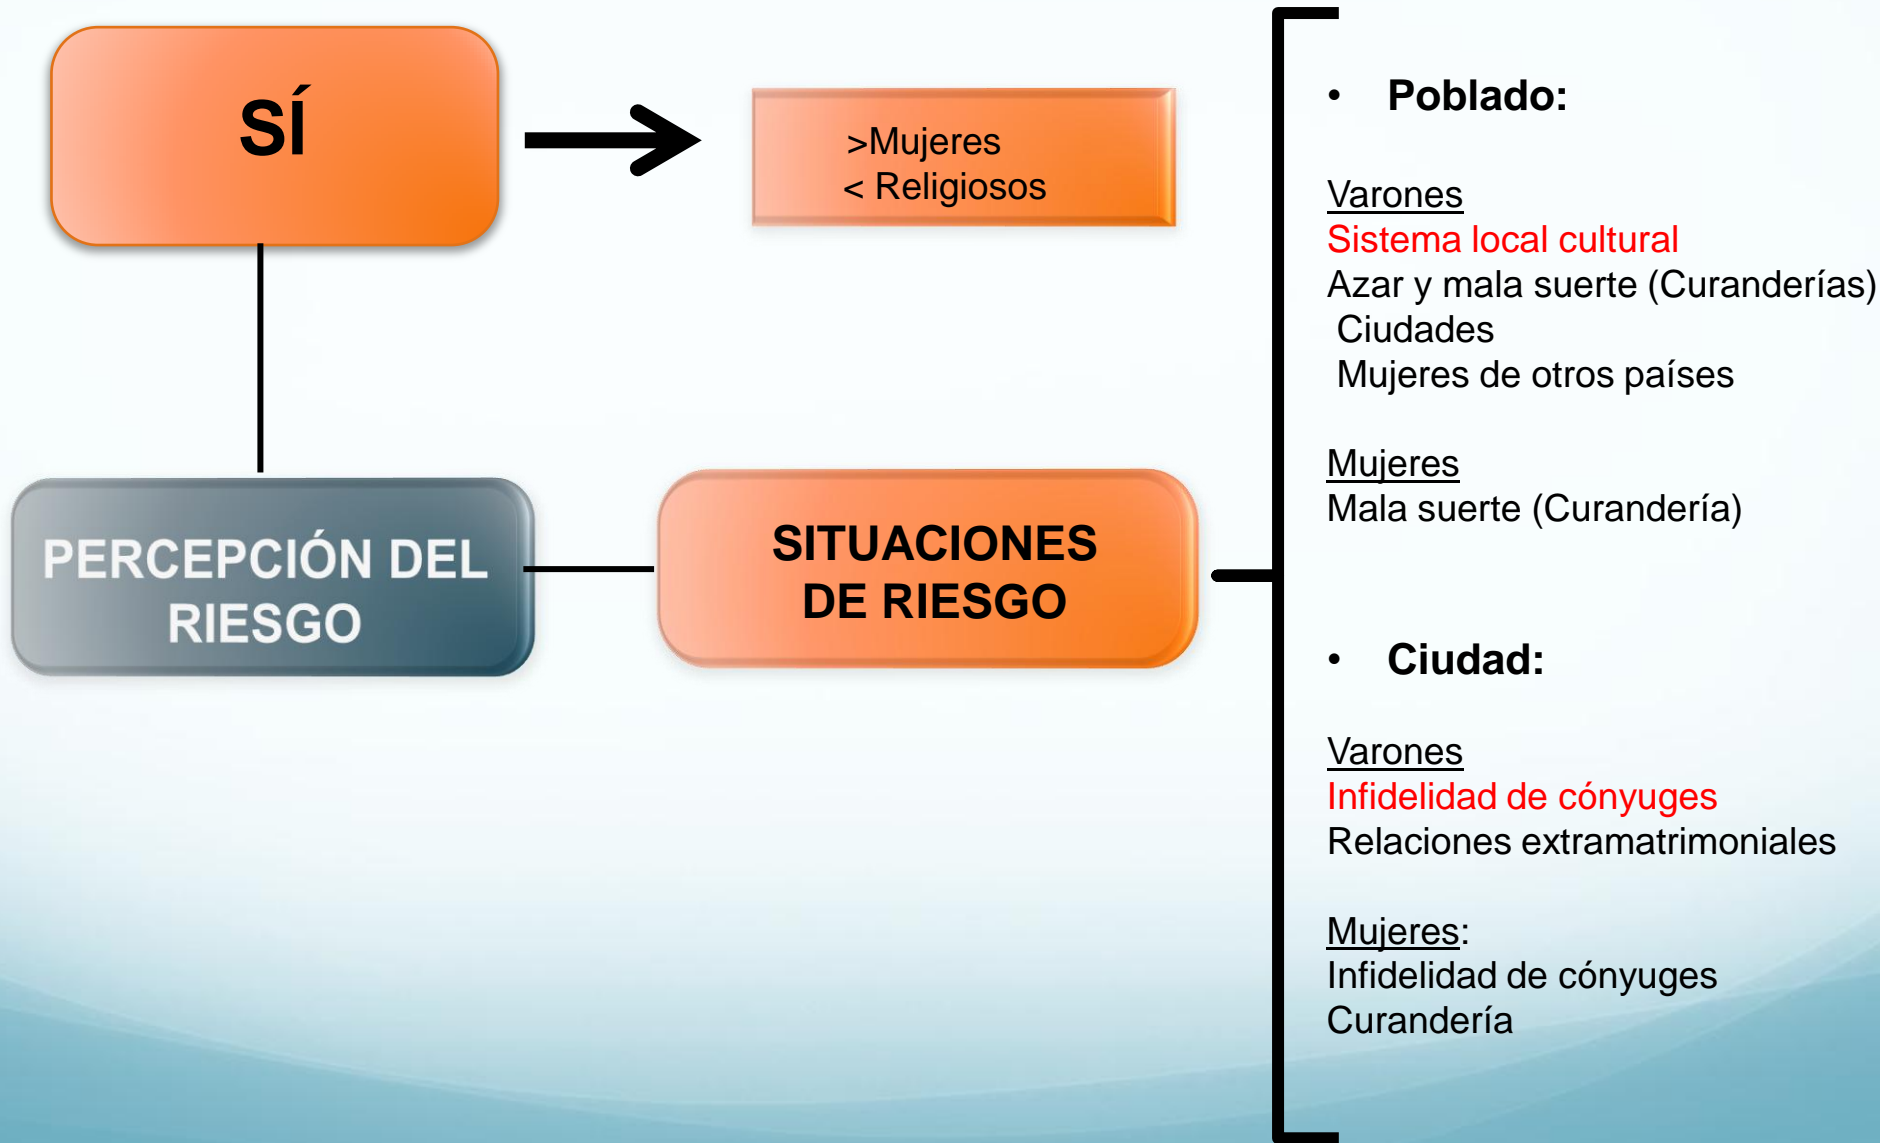 SÍ
>Mujeres
< Religiosos
PERCEPCIÓN DEL
RIESGO
SITUACIONES
DE RIESGO
• Poblado:
Varones
Sistema local cultural
Azar y mala suerte (Curanderías)
Ciudades
Mujeres de otros países
Mujeres
Mala suerte (Curandería)
• Ciudad:
Varones
Infidelidad de cónyuges
Relaciones extramatrimoniales
Mujeres:
Infidelidad de cónyuges
Curandería